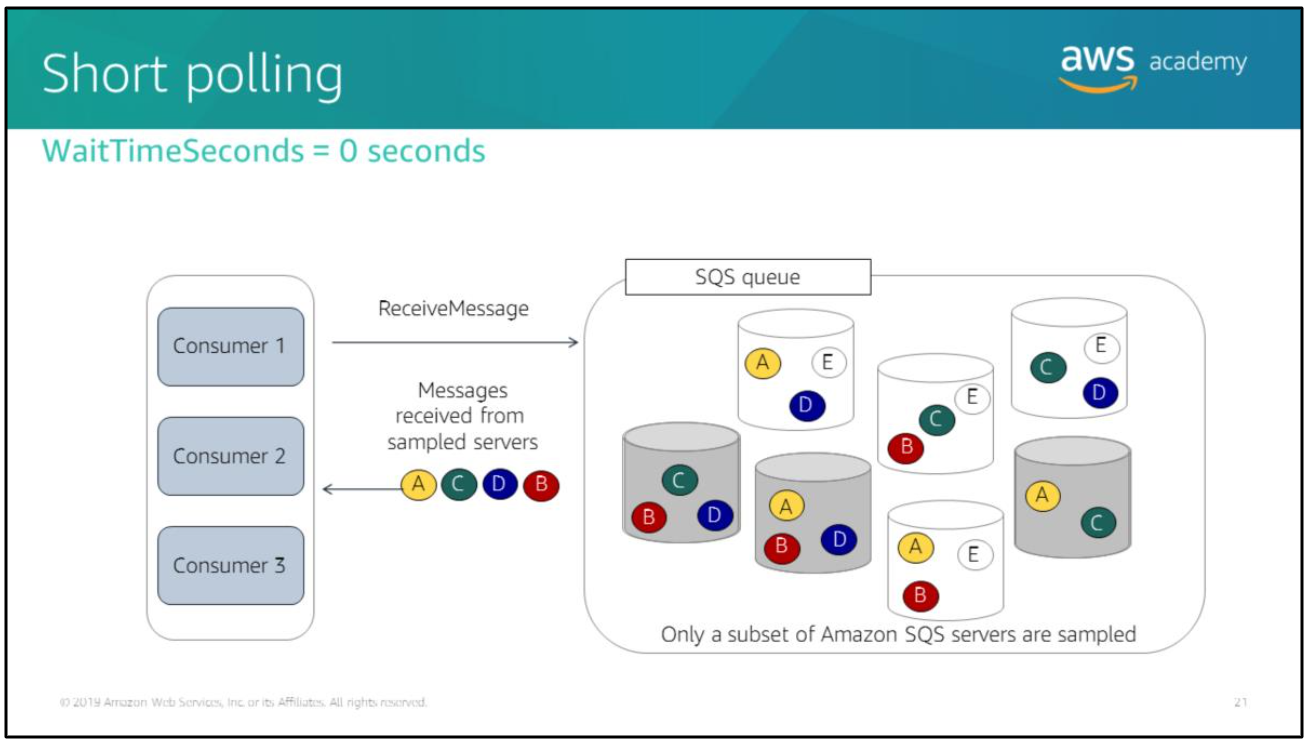 Short polling
aws academy
WaitTimeSeconds = 0 seconds
SQS queue
ReceiveMessage
Consumer 1
Consumer 2
Consumer 3
Messages
received from
sampled servers
A C D B
A E
D
E
C
B
E
C
D
C
B D
A
B D
A E
B
A
C
Only a subset of Amazon SQS servers are sampled
© 2019 Amazon Web Services, Inc. or its Affiliates. All rights reserved.
21